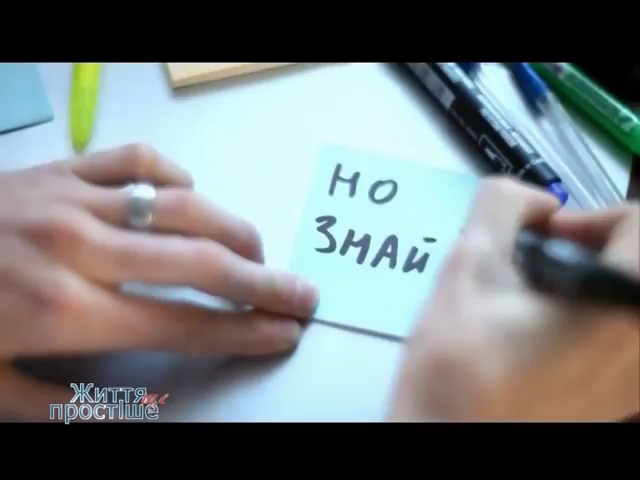 но
знай
Життя
простіше